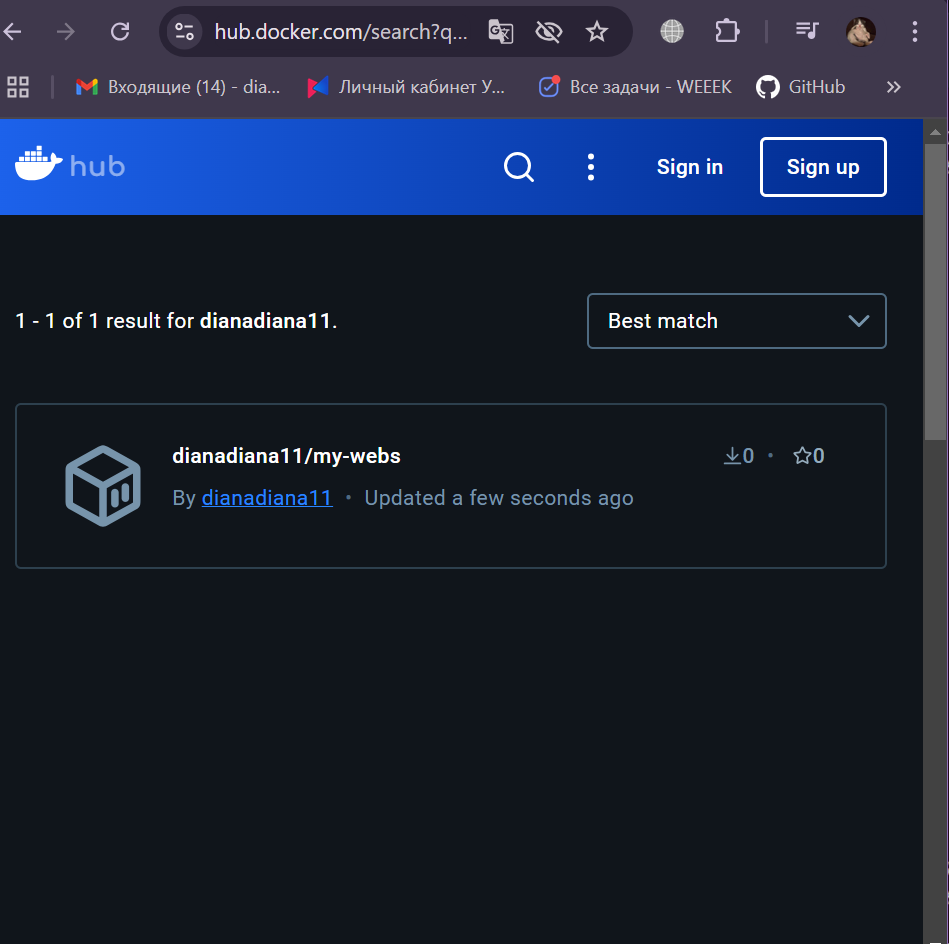 hub.docker.com/search?q...
Входящие (14) - dia...
Личный кабинет У...
Все задачи - WEEEK
GitHub
hub
Sign in
Sign up
1 - 1 of 1 result for dianadiana11.
Best match
dianadiana11/my-webs
0 • 0
By dianadiana11 • Updated a few seconds ago